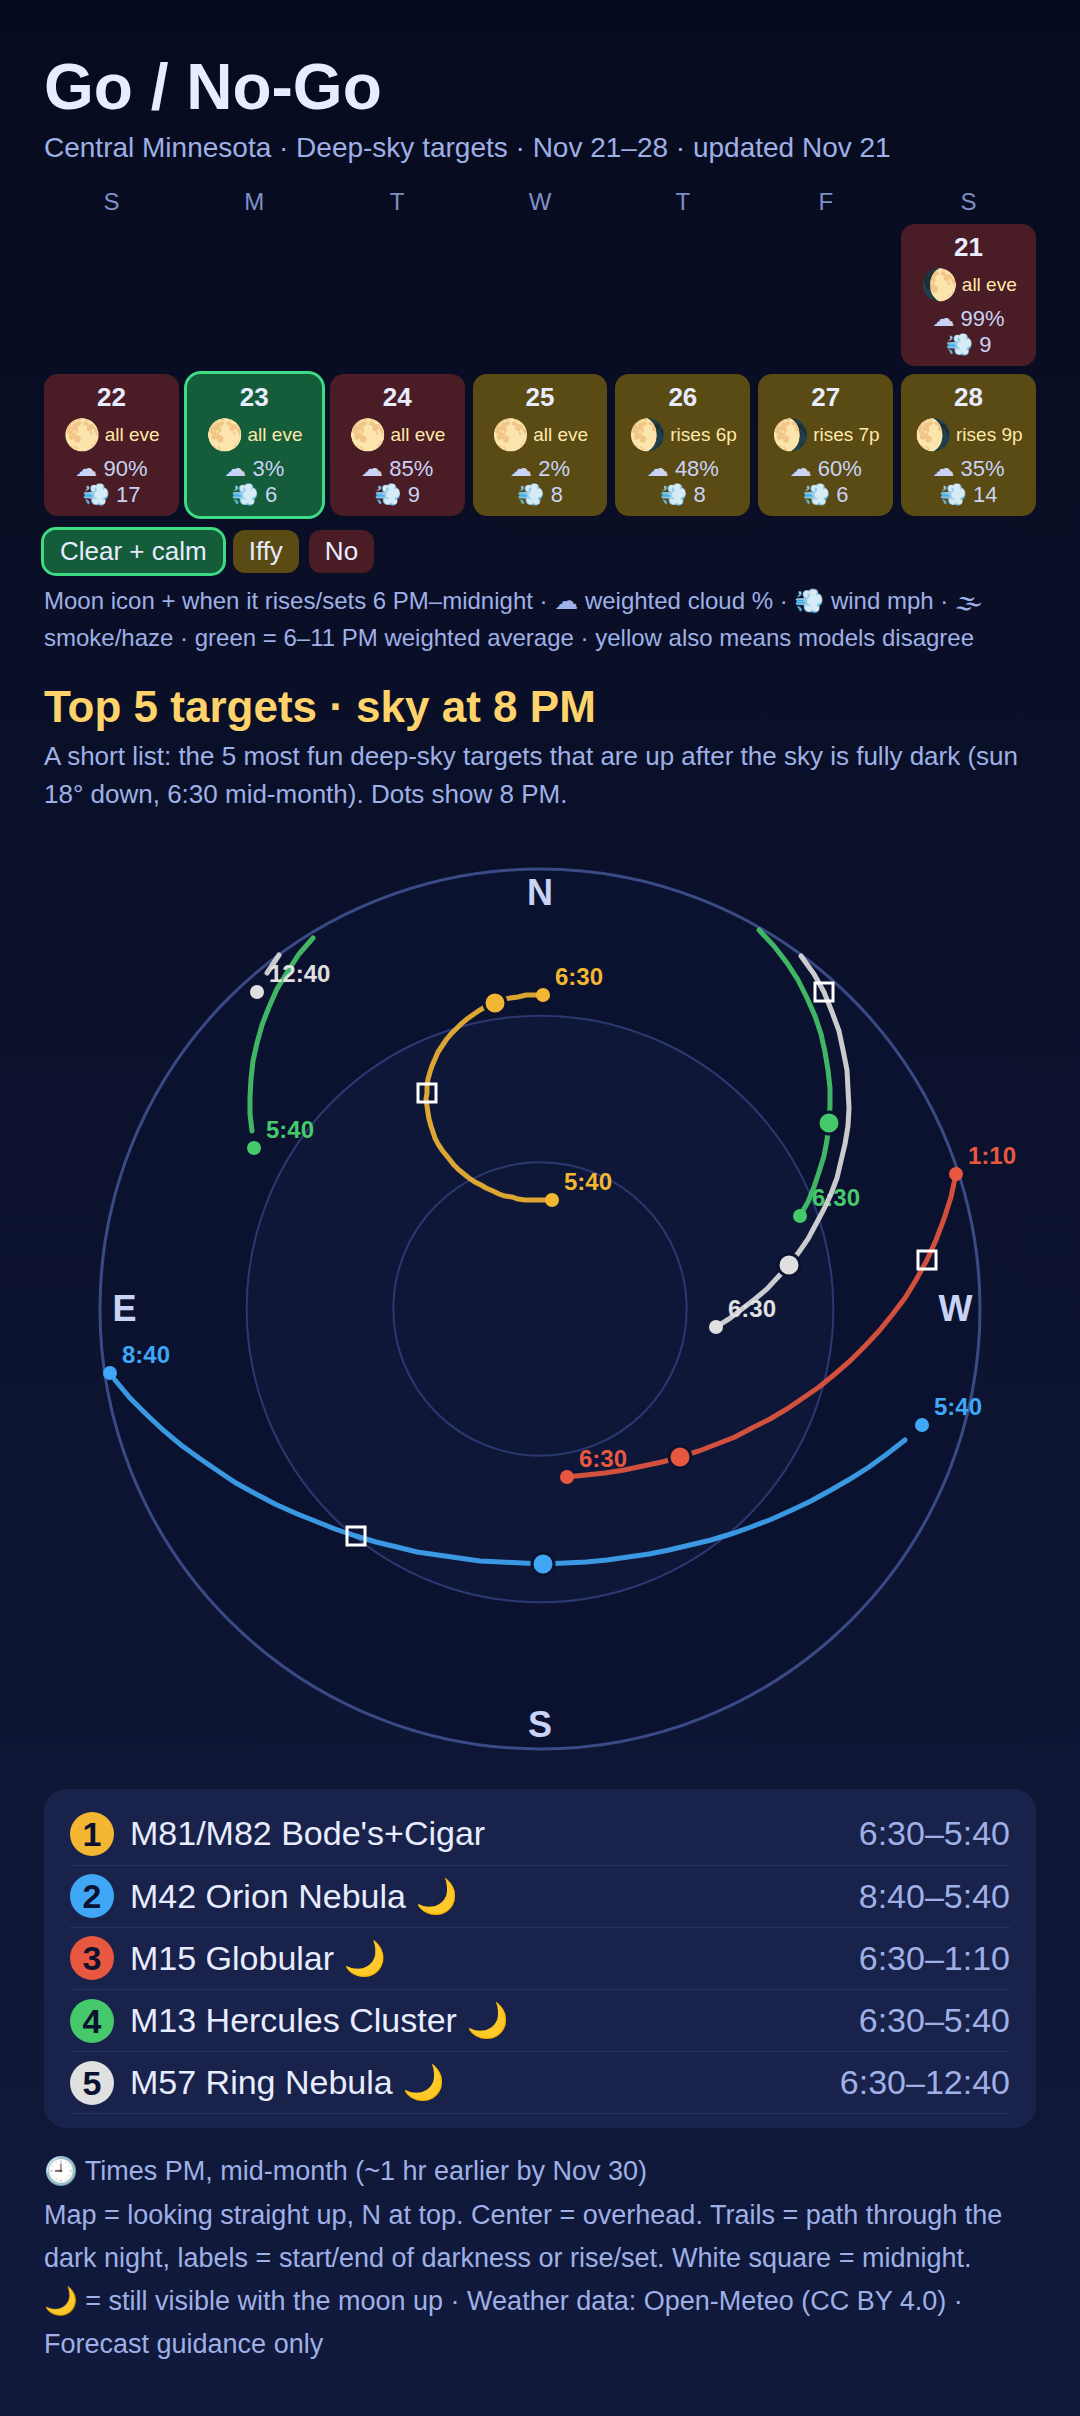 Go / No-Go
Central Minnesota · Deep-sky targets · Nov 21–28 · updated Nov 21
S M T W T F S
21
🌔 all eve
☁ 99%
💨 9
22 23 24 25 26 27 28
🌕 all eve 🌕 all eve 🌕 all eve 🌕 all eve 🌖 rises 6p 🌖 rises 7p 🌖 rises 9p
☁ 90% ☁ 3% ☁ 85% ☁ 2% ☁ 48% ☁ 60% ☁ 35%
💨 17 💨 6 💨 9 💨 8 💨 8 💨 6 💨 14
Clear + calm Iffy No
Moon icon + when it rises/sets 6 PM–midnight · ☁ weighted cloud % · 💨 wind mph · 🌫
smoke/haze · green = 6–11 PM weighted average · yellow also means models disagree
Top 5 targets · sky at 8 PM
A short list: the 5 most fun deep-sky targets that are up after the sky is fully dark (sun
18° down, 6:30 mid-month). Dots show 8 PM.
N
12:40
6:30
5:40
1:10
5:40
6:30
E
6:30
W
8:40
5:40
6:30
S
1 M81/M82 Bode's+Cigar 6:30–5:40
2 M42 Orion Nebula 🌙 8:40–5:40
3 M15 Globular 🌙 6:30–1:10
4 M13 Hercules Cluster 🌙 6:30–5:40
5 M57 Ring Nebula 🌙 6:30–12:40
🕘 Times PM, mid-month (~1 hr earlier by Nov 30)
Map = looking straight up, N at top. Center = overhead. Trails = path through the
dark night, labels = start/end of darkness or rise/set. White square = midnight.
🌙 = still visible with the moon up · Weather data: Open-Meteo (CC BY 4.0) ·
Forecast guidance only